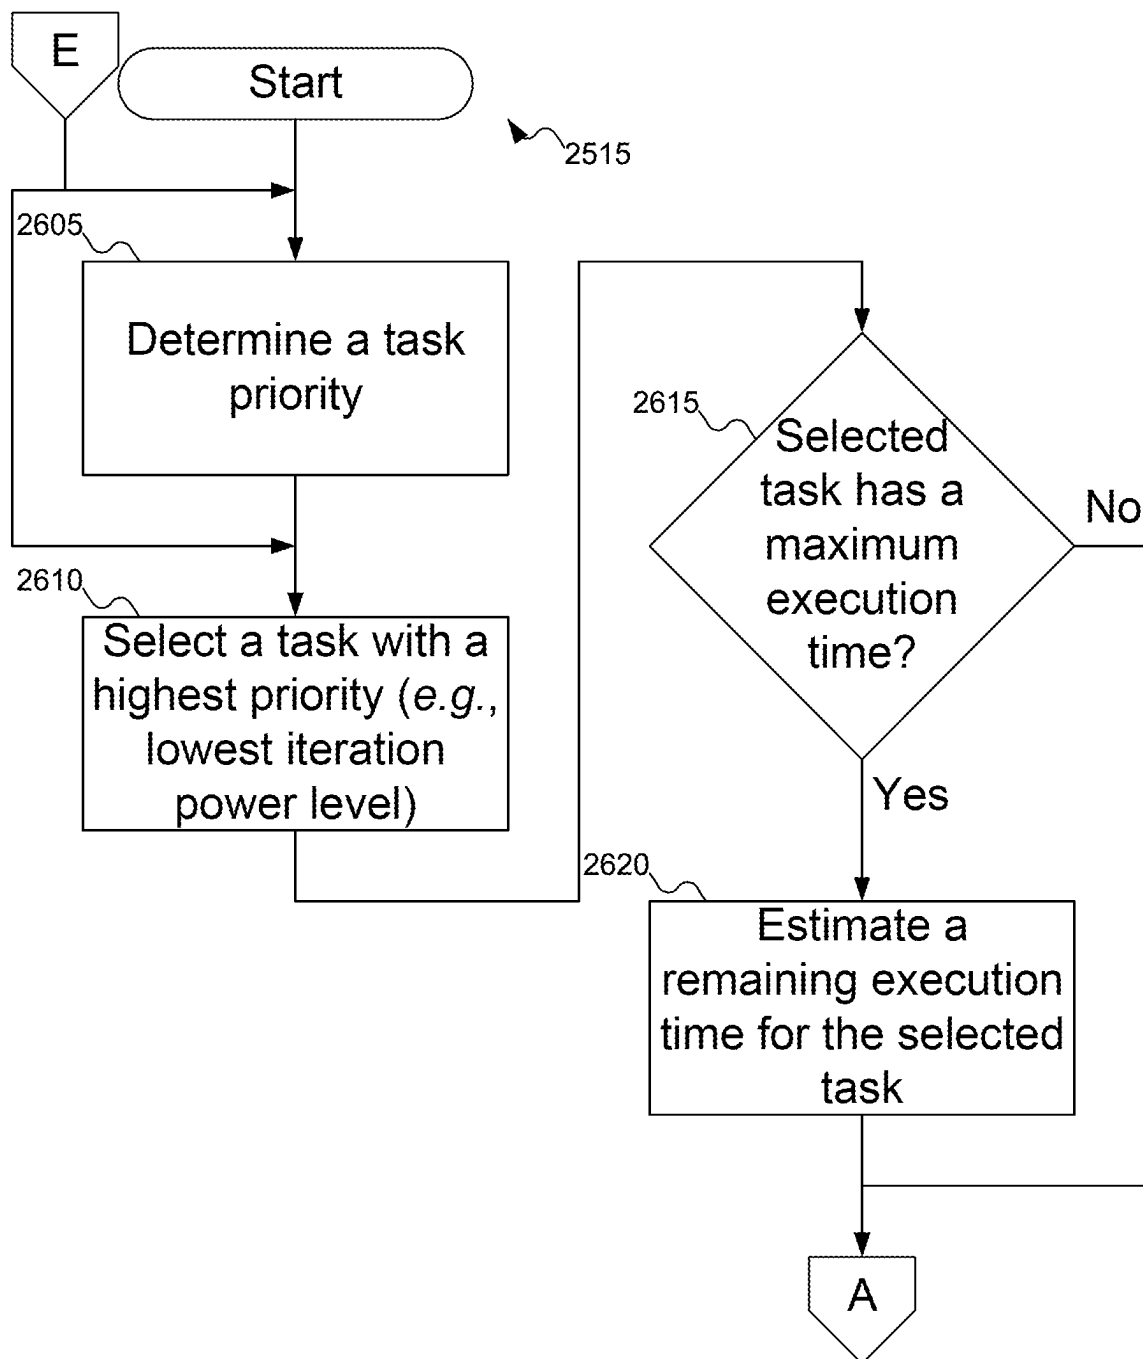 E
Start
2515
2605
Determine a task
priority
2610
Select a task with a
highest priority (e.g.,
lowest iteration
power level)
2615
Selected
task has a
maximum
execution
time?
No
Yes
2620
Estimate a
remaining execution
time for the selected
task
A